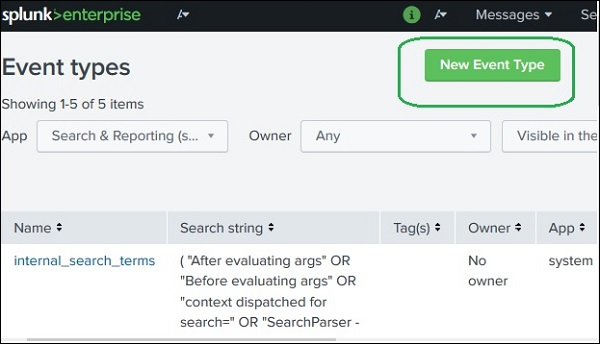 splunk>enterprise i Messages Se
Event types
New Event Type
Showing 1-5 of 5 items
App Search & Reporting (s... Owner Any Visible in the
Name Search string Tag(s) Owner App
internal_search_terms ( "After evaluating args" OR No system
"Before evaluating args" OR owner
"context dispatched for
search=" OR "SearchParser -